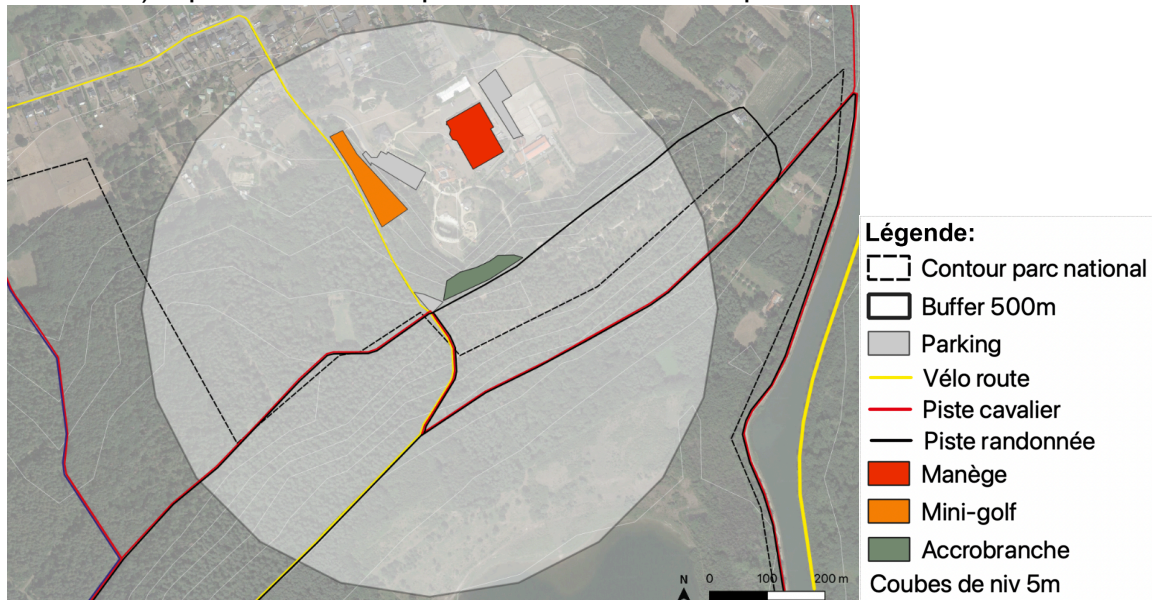 Légende:
Contour parc national
Buffer 500m
Parking
Vélo route
Piste cavalier
Piste randonnée
Manège
Mini-golf
Accrobranche
Coubes de niv 5m
N 0 100 200 m